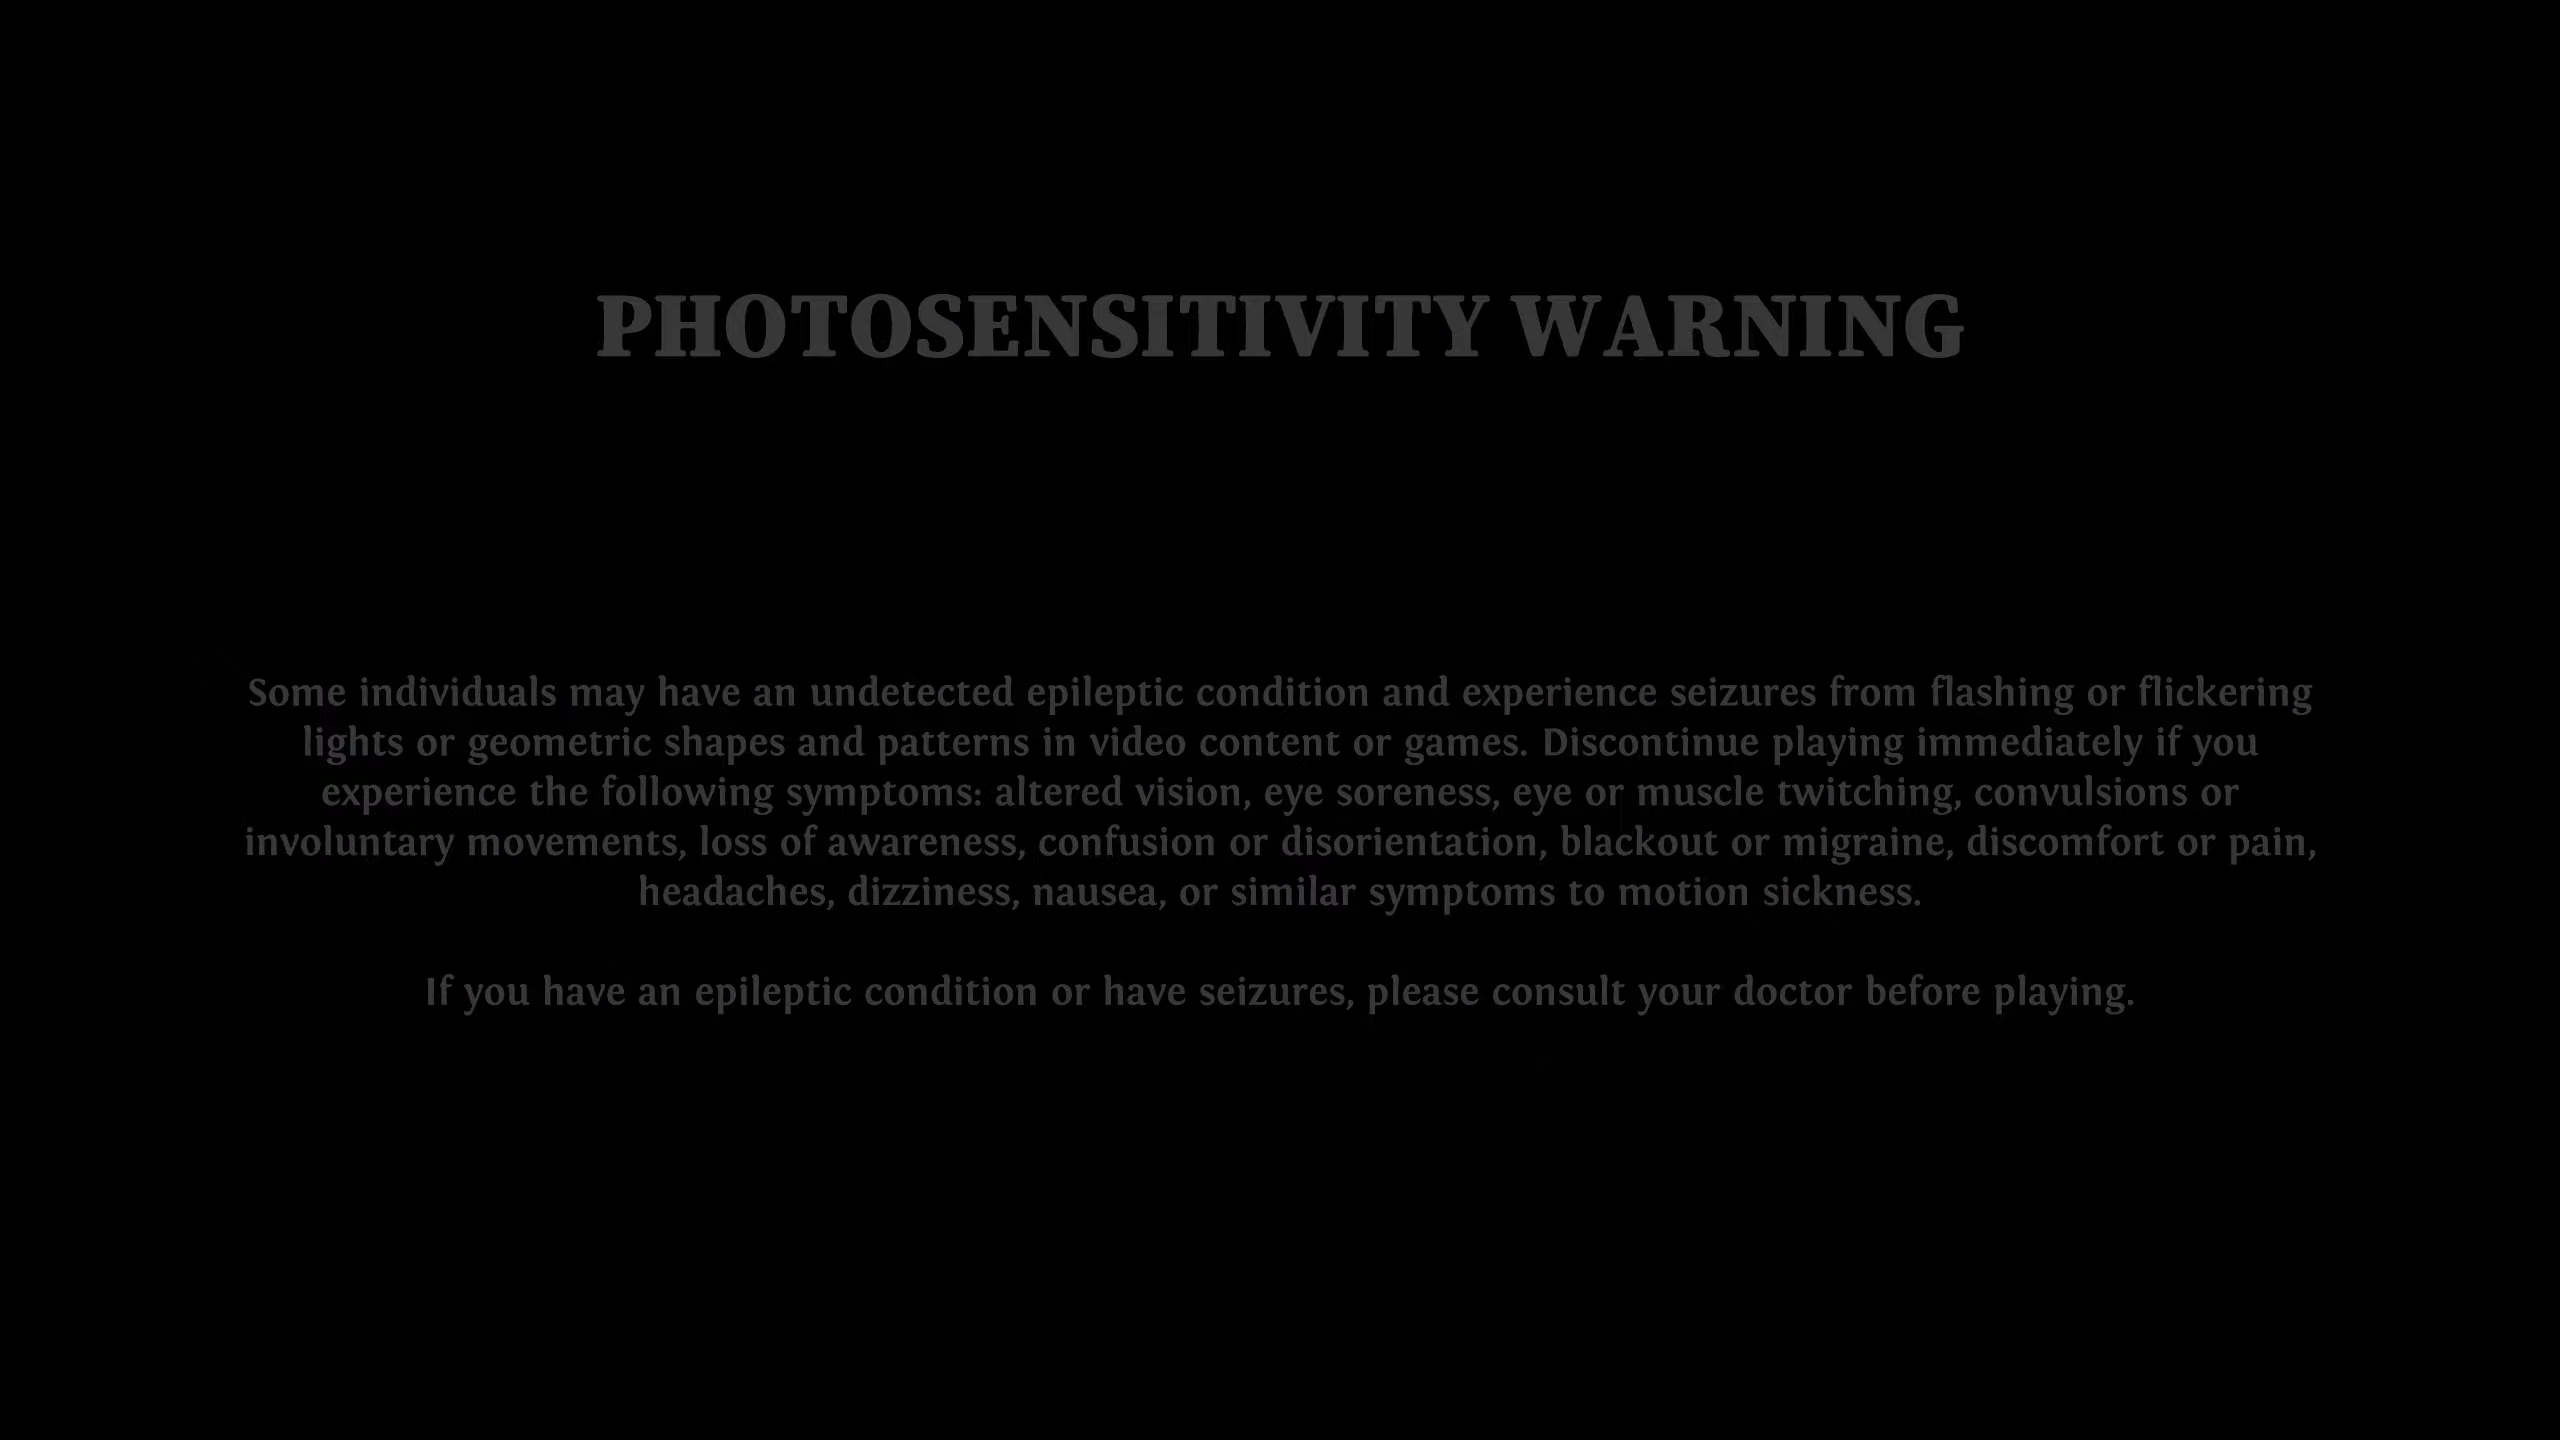 PHOTOSENSITIVITY WARNING
Some individuals may have an undetected epileptic condition and experience seizures from flashing or flickering
lights or geometric shapes and patterns in video content or games. Discontinue playing immediately if you
experience the following symptoms: altered vision, eye soreness, eye or muscle twitching, convulsions or
involuntary movements, loss of awareness, confusion or disorientation, blackout or migraine, discomfort or pain,
headaches, dizziness, nausea, or similar symptoms to motion sickness.
If you have an epileptic condition or have seizures, please consult your doctor before playing.